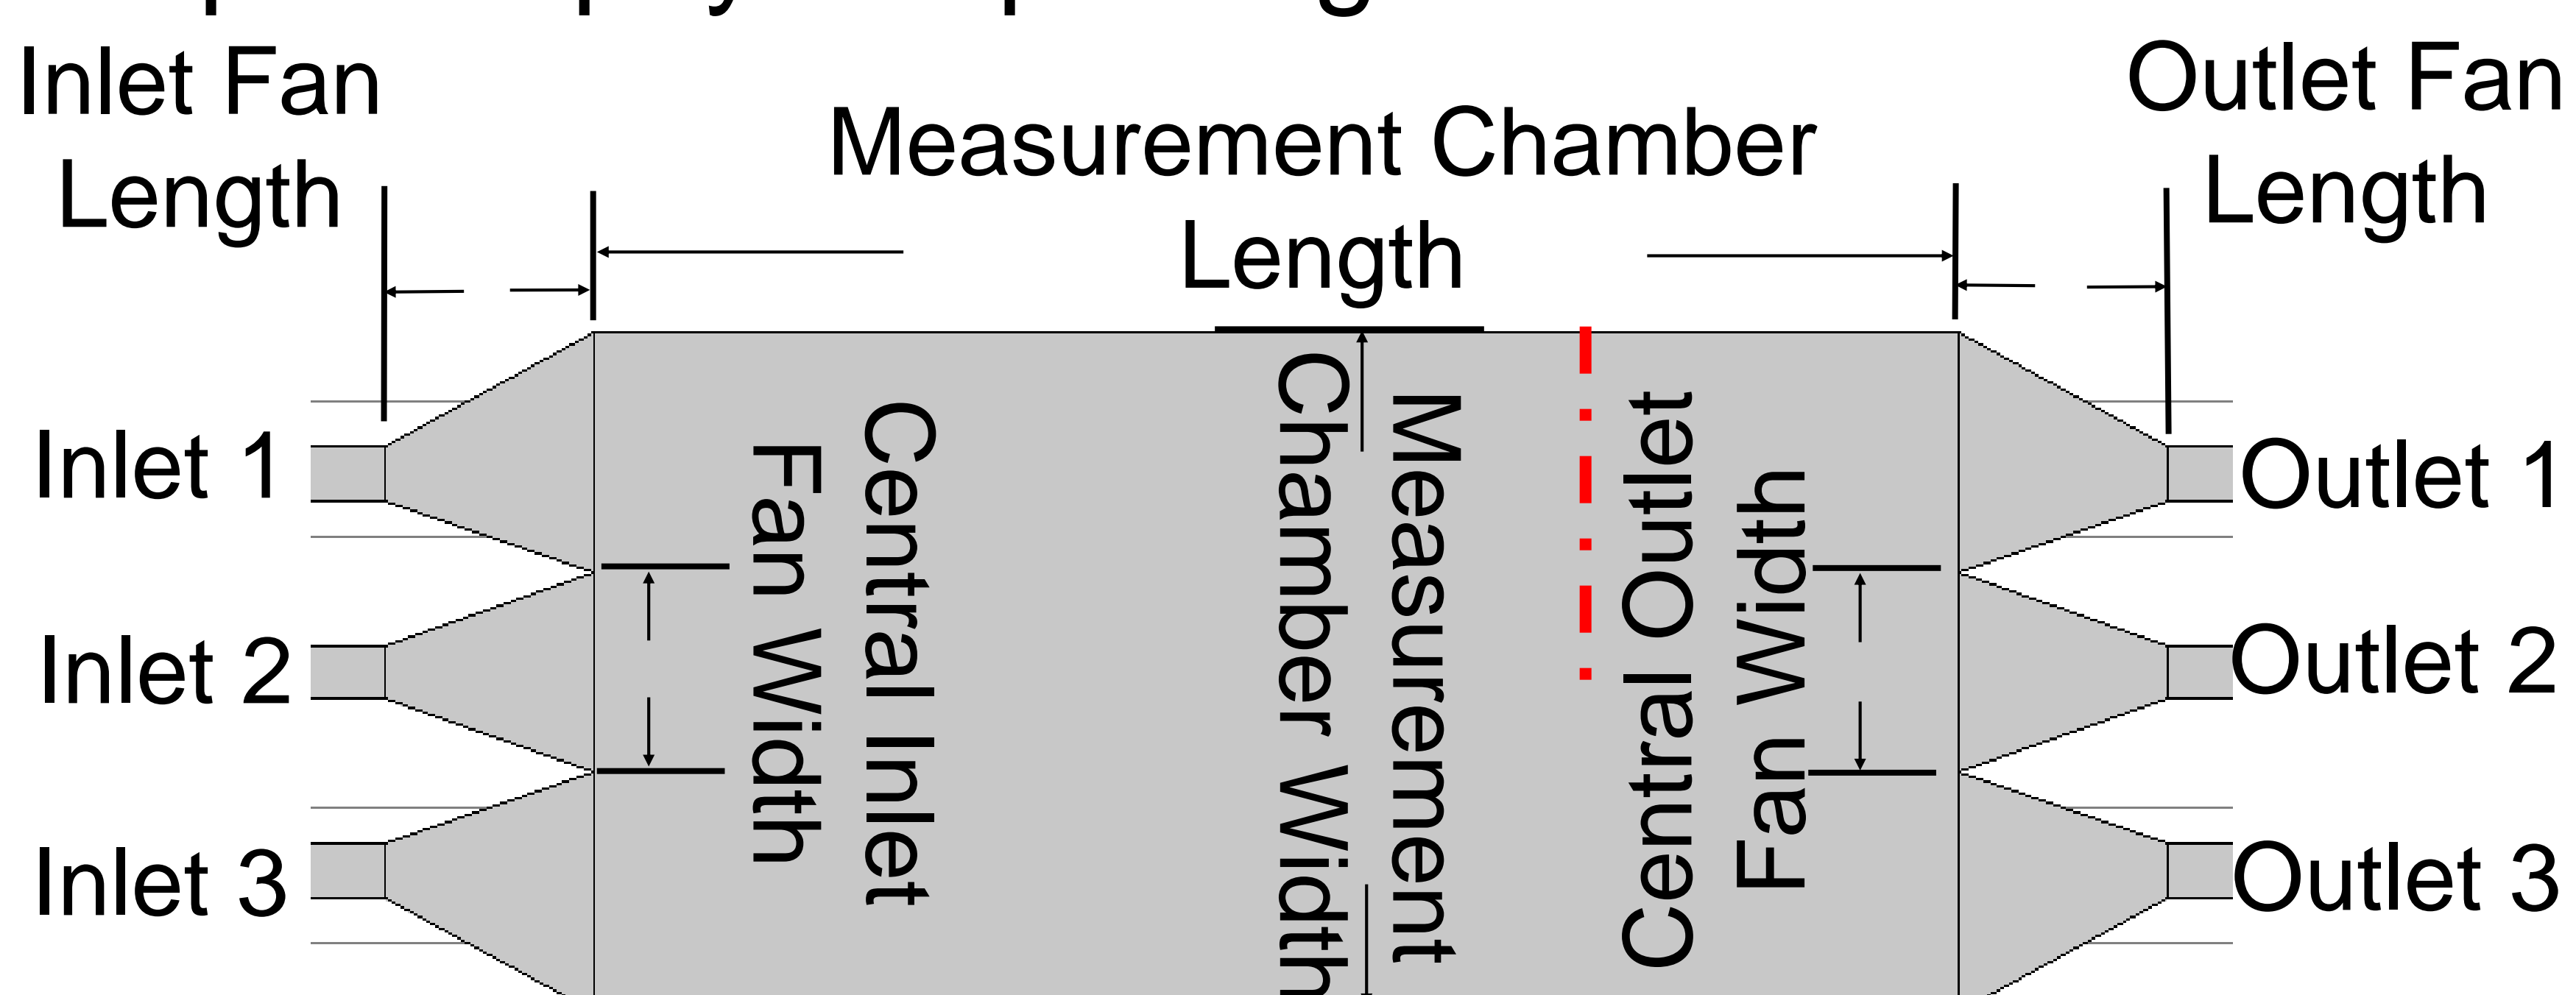 Inlet Fan
Length
Measurement Chamber
Length
Outlet Fan
Length
Inlet 1
Inlet 2
Inlet 3
Central Inlet
Fan Width
Measurement
Chamber Width
Central Outlet
Fan Width
Outlet 1
Outlet 2
Outlet 3